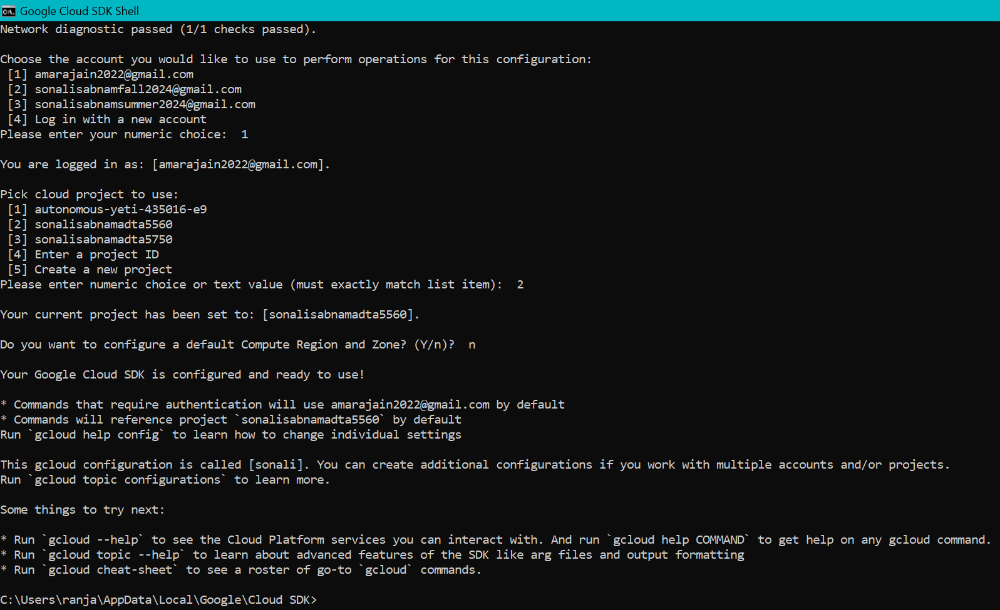 Google Cloud SDK Shell
Network diagnostic passed (1/1 checks passed).
Choose the account you would like to use to perform operations for this configuration:
[1] amarajain2022@gmail.com
[2] sonalisabnamfall2024@gmail.com
[3] sonalisabnamsummer2024@gmail.com
[4] Log in with a new account
Please enter your numeric choice:  1
You are logged in as: [amarajain2022@gmail.com].
Pick cloud project to use:
[1] autonomous-yeti-435016-e9
[2] sonalisabnamadta5560
[3] sonalisabnamadta5750
[4] Enter a project ID
[5] Create a new project
Please enter numeric choice or text value (must exactly match list item):  2
Your current project has been set to: [sonalisabnamadta5560].
Do you want to configure a default Compute Region and Zone? (Y/n)?  n
Your Google Cloud SDK is configured and ready to use!
* Commands that require authentication will use amarajain2022@gmail.com by default
* Commands will reference project `sonalisabnamadta5560` by default
Run `gcloud help config` to learn how to change individual settings
This gcloud configuration is called [sonali]. You can create additional configurations if you work with multiple accounts and/or projects.
Run `gcloud topic configurations` to learn more.
Some things to try next:
* Run `gcloud --help` to see the Cloud Platform services you can interact with. And run `gcloud help COMMAND` to get help on any gcloud command.
* Run `gcloud topic --help` to learn about advanced features of the SDK like arg files and output formatting
* Run `gcloud cheat-sheet` to see a roster of go-to `gcloud` commands.
C:\Users\ranja\AppData\Local\Google\Cloud SDK>